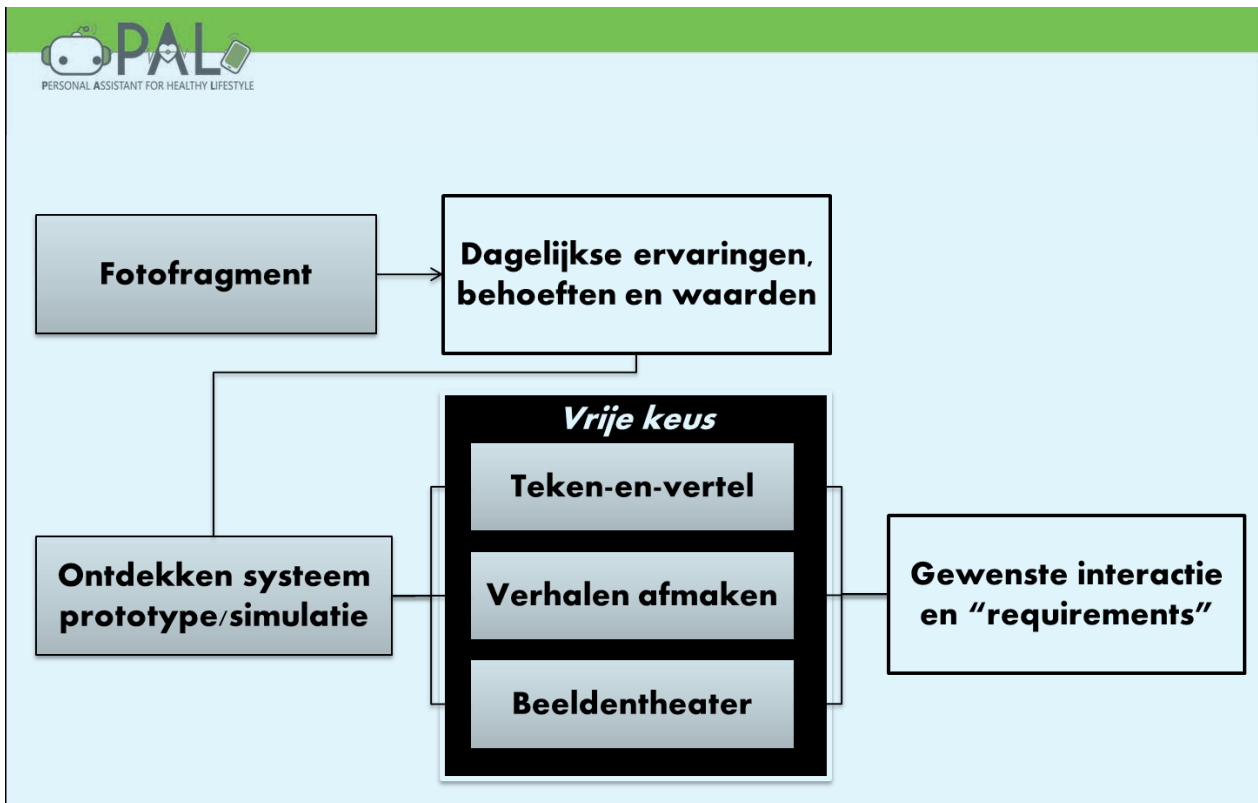 PAL
PERSONAL ASSISTANT FOR HEALTHY LIFESTYLE
Fotofragment
Dagelijkse ervaringen,
behoeften en waarden
Vrije keus
Teken-en-vertel
Ontdekken systeem
prototype/simulatie
Verhalen afmaken
Beeldentheater
Gewenste interactie
en “requirements”